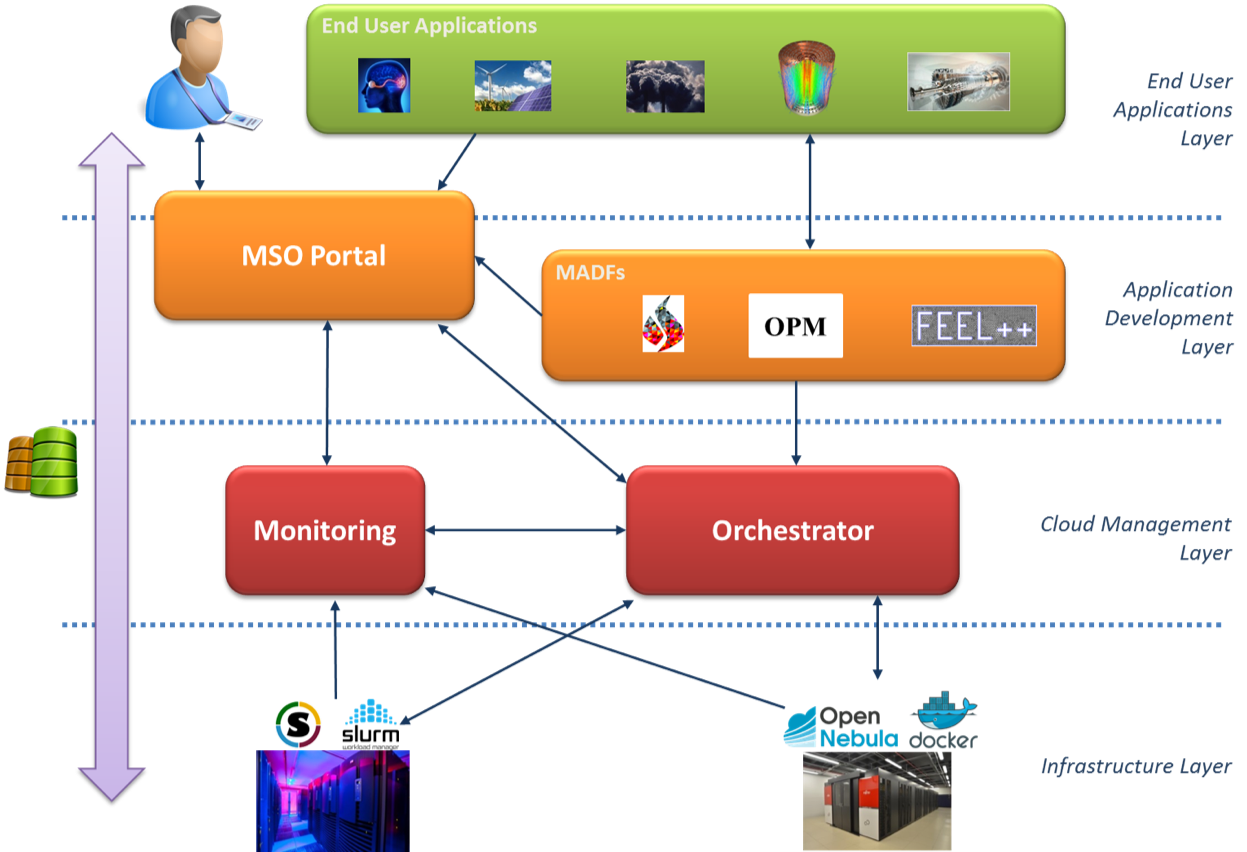 End User Applications
End User
Applications
Layer
MSO Portal
MADFs
OPM
FEEL++
Application
Development
Layer
Monitoring
Orchestrator
Cloud Management
Layer
S
slurm
workload manager
Open
Nebula
docker
Infrastructure Layer